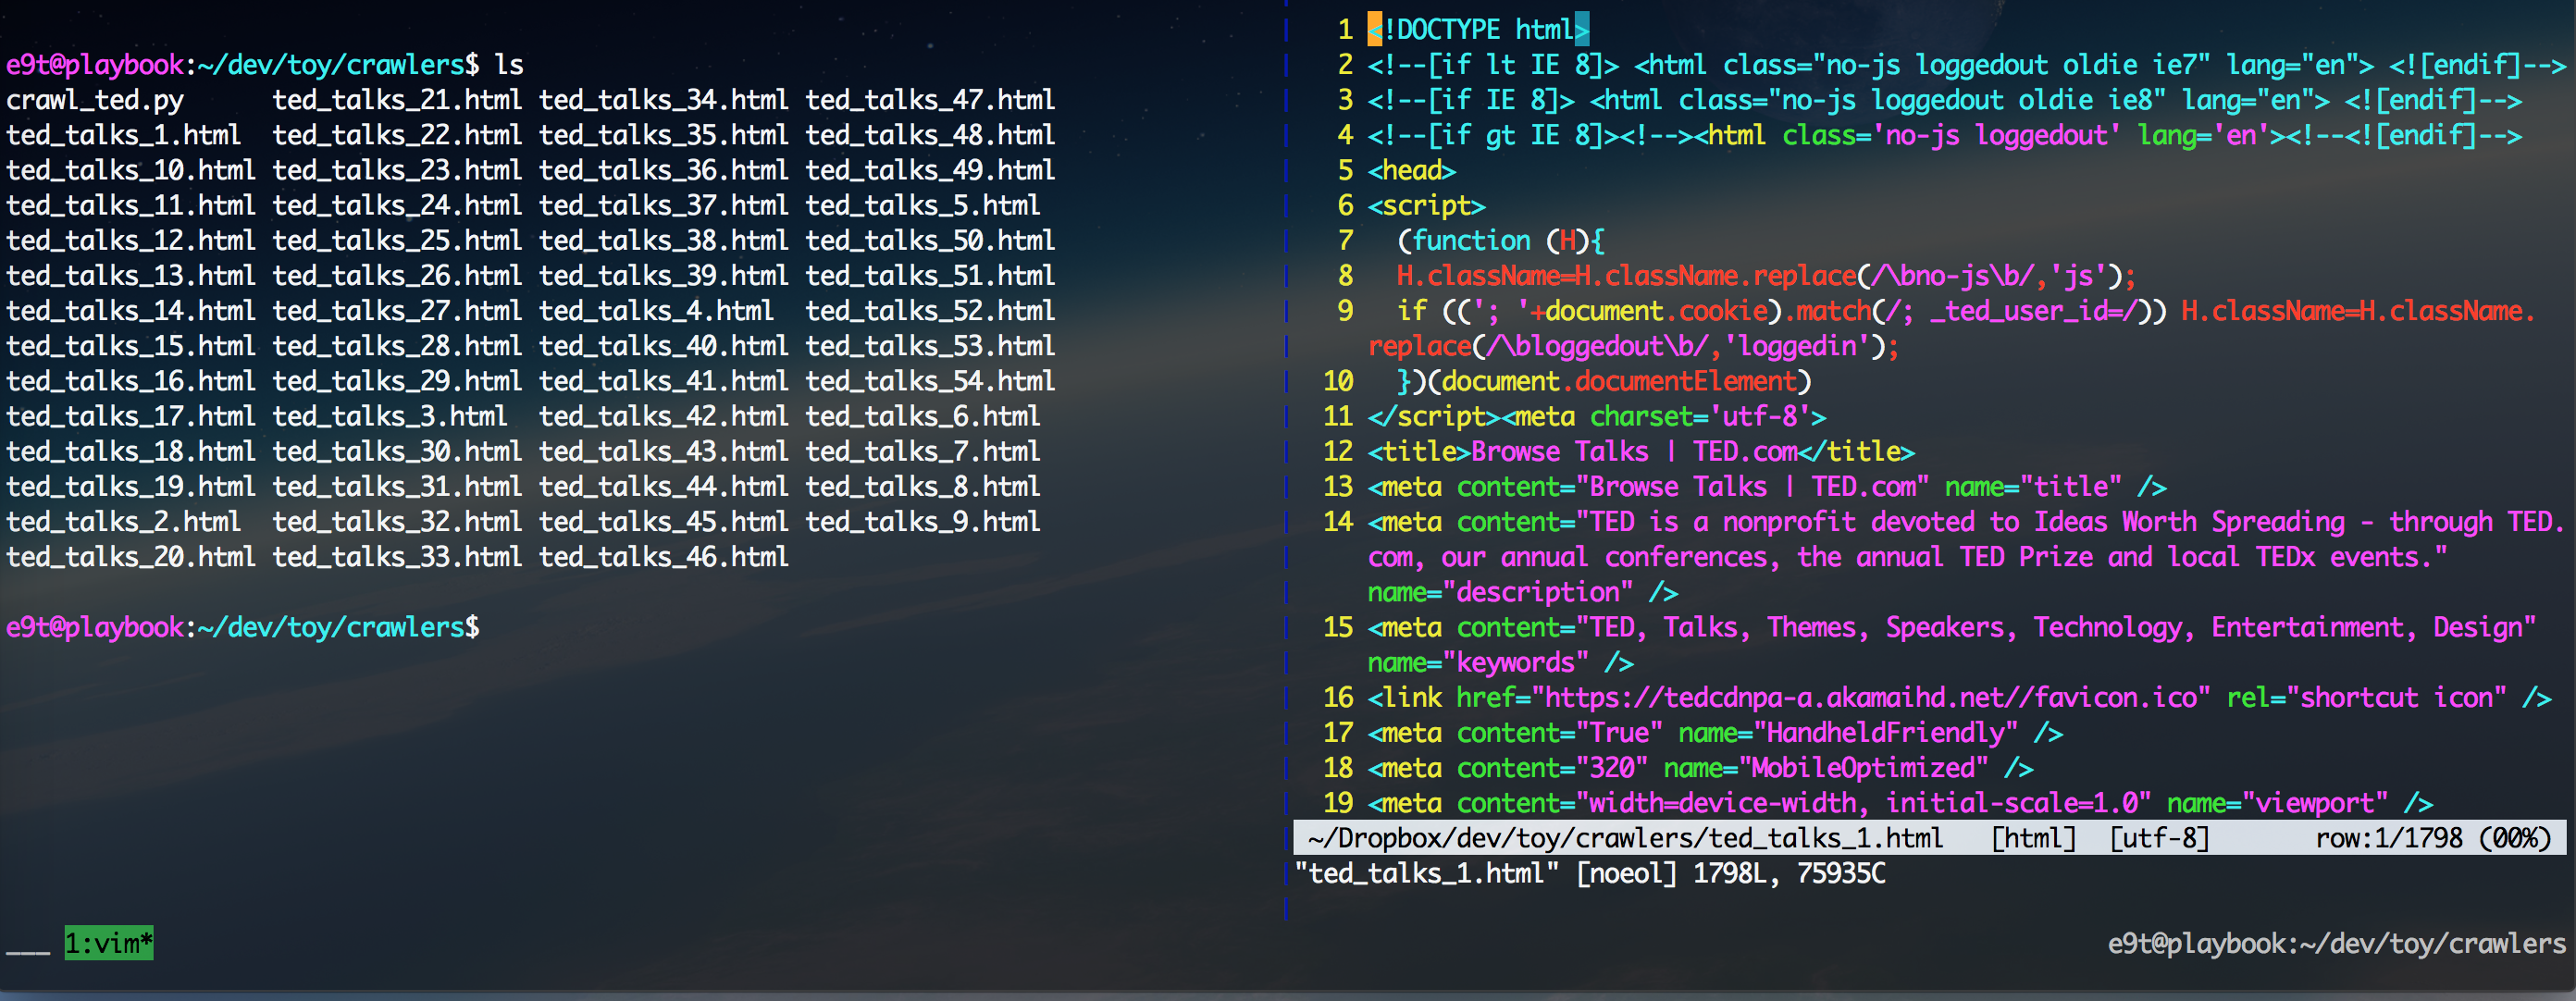 e9t@playbook:~/dev/toy/crawlers$ ls
crawl_ted.py ted_talks_21.html ted_talks_34.html ted_talks_47.html
ted_talks_1.html ted_talks_22.html ted_talks_35.html ted_talks_48.html
ted_talks_10.html ted_talks_23.html ted_talks_36.html ted_talks_49.html
ted_talks_11.html ted_talks_24.html ted_talks_37.html ted_talks_5.html
ted_talks_12.html ted_talks_25.html ted_talks_38.html ted_talks_50.html
ted_talks_13.html ted_talks_26.html ted_talks_39.html ted_talks_51.html
ted_talks_14.html ted_talks_27.html ted_talks_4.html ted_talks_52.html
ted_talks_15.html ted_talks_28.html ted_talks_40.html ted_talks_53.html
ted_talks_16.html ted_talks_29.html ted_talks_41.html ted_talks_54.html
ted_talks_17.html ted_talks_3.html ted_talks_42.html ted_talks_6.html
ted_talks_18.html ted_talks_30.html ted_talks_43.html ted_talks_7.html
ted_talks_19.html ted_talks_31.html ted_talks_44.html ted_talks_8.html
ted_talks_2.html ted_talks_32.html ted_talks_45.html ted_talks_9.html
ted_talks_20.html ted_talks_33.html ted_talks_46.html
e9t@playbook:~/dev/toy/crawlers$
1 <!DOCTYPE html>
2 <!--[if lt IE 8]> <html class="no-js loggedout oldie ie7" lang="en"> <![endif]-->
3 <!--[if IE 8]> <html class="no-js loggedout oldie ie8" lang="en"> <![endif]-->
4 <!--[if gt IE 8]><!--><html class='no-js loggedout' lang='en'><!--<![endif]-->
5 <head>
6 <script>
7 (function (H){
8 H.className=H.className.replace(/\bno-js\b/,'js');
9 if (('; '+document.cookie).match(/; _ted_user_id=/)) H.className=H.className.
replace(/\bloggedout\b/,'loggedin');
10 })(document.documentElement)
11 </script><meta charset='utf-8'>
12 <title>Browse Talks | TED.com</title>
13 <meta content="Browse Talks | TED.com" name="title" />
14 <meta content="TED is a nonprofit devoted to Ideas Worth Spreading - through TED.
com, our annual conferences, the annual TED Prize and local TEDx events."
name="description" />
15 <meta content="TED, Talks, Themes, Speakers, Technology, Entertainment, Design"
name="keywords" />
16 <link href="https://tedcdnpa-a.akamaihd.net//favicon.ico" rel="shortcut icon" />
17 <meta content="True" name="HandheldFriendly" />
18 <meta content="320" name="MobileOptimized" />
19 <meta content="width=device-width, initial-scale=1.0" name="viewport" />
~/Dropbox/dev/toy/crawlers/ted_talks_1.html [html] [utf-8] row:1/1798 (00%)
"ted_talks_1.html" [noeol] 1798L, 75935C
___ 1:vim* e9t@playbook:~/dev/toy/crawlers